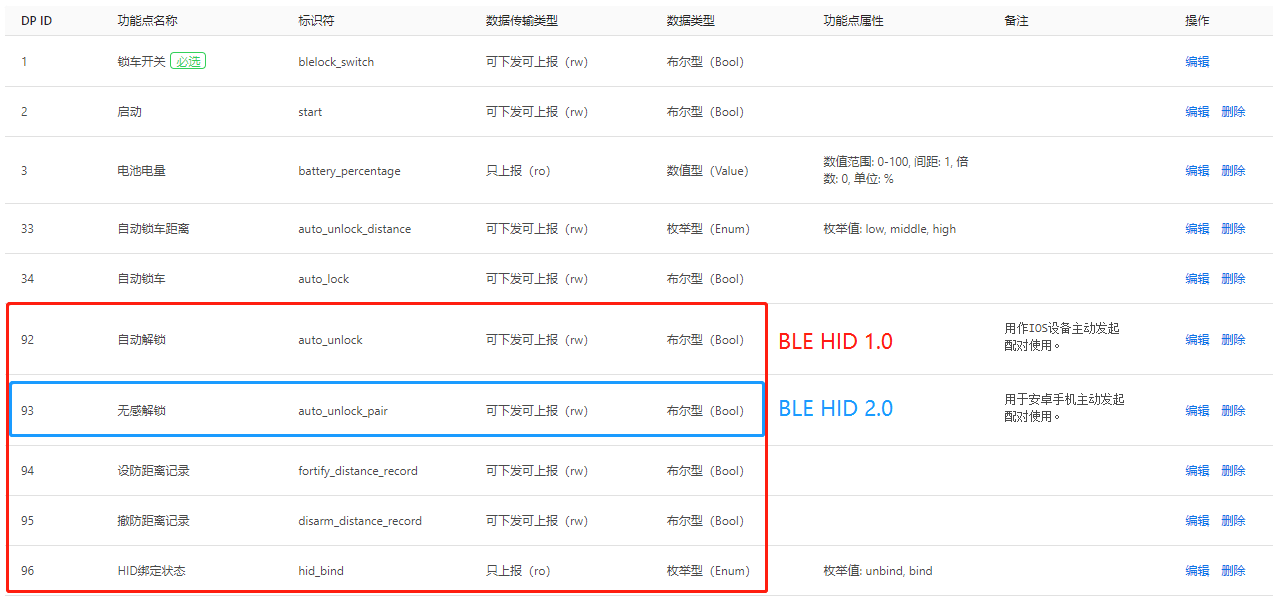 DP ID 功能点名称 标识符 数据传输类型 数据类型 功能点属性 备注 操作
1 锁车开关 必选 blelock_switch 可下发可上报（rw） 布尔型（Bool） 编辑
2 启动 start 可下发可上报（rw） 布尔型（Bool） 编辑 删除
3 电池电量 battery_percentage 只上报（ro） 数值型（Value） 数值范围: 0-100, 间距: 1, 倍
数: 0, 单位: % 编辑 删除
33 自动锁车距离 auto_unlock_distance 可下发可上报（rw） 枚举型（Enum） 枚举值: low, middle, high 编辑 删除
34 自动锁车 auto_lock 可下发可上报（rw） 布尔型（Bool） 编辑 删除
92 自动解锁 auto_unlock 可下发可上报（rw） 布尔型（Bool） BLE HID 1.0 用作IOS设备主动发起
配对使用。 编辑 删除
93 无感解锁 auto_unlock_pair 可下发可上报（rw） 布尔型（Bool） BLE HID 2.0 用于安卓手机主动发起
配对使用。 编辑 删除
94 设防距离记录 fortify_distance_record 可下发可上报（rw） 布尔型（Bool） 编辑 删除
95 撤防距离记录 disarm_distance_record 可下发可上报（rw） 布尔型（Bool） 编辑 删除
96 HID绑定状态 hid_bind 只上报（ro） 枚举型（Enum） 枚举值: unbind, bind 编辑 删除